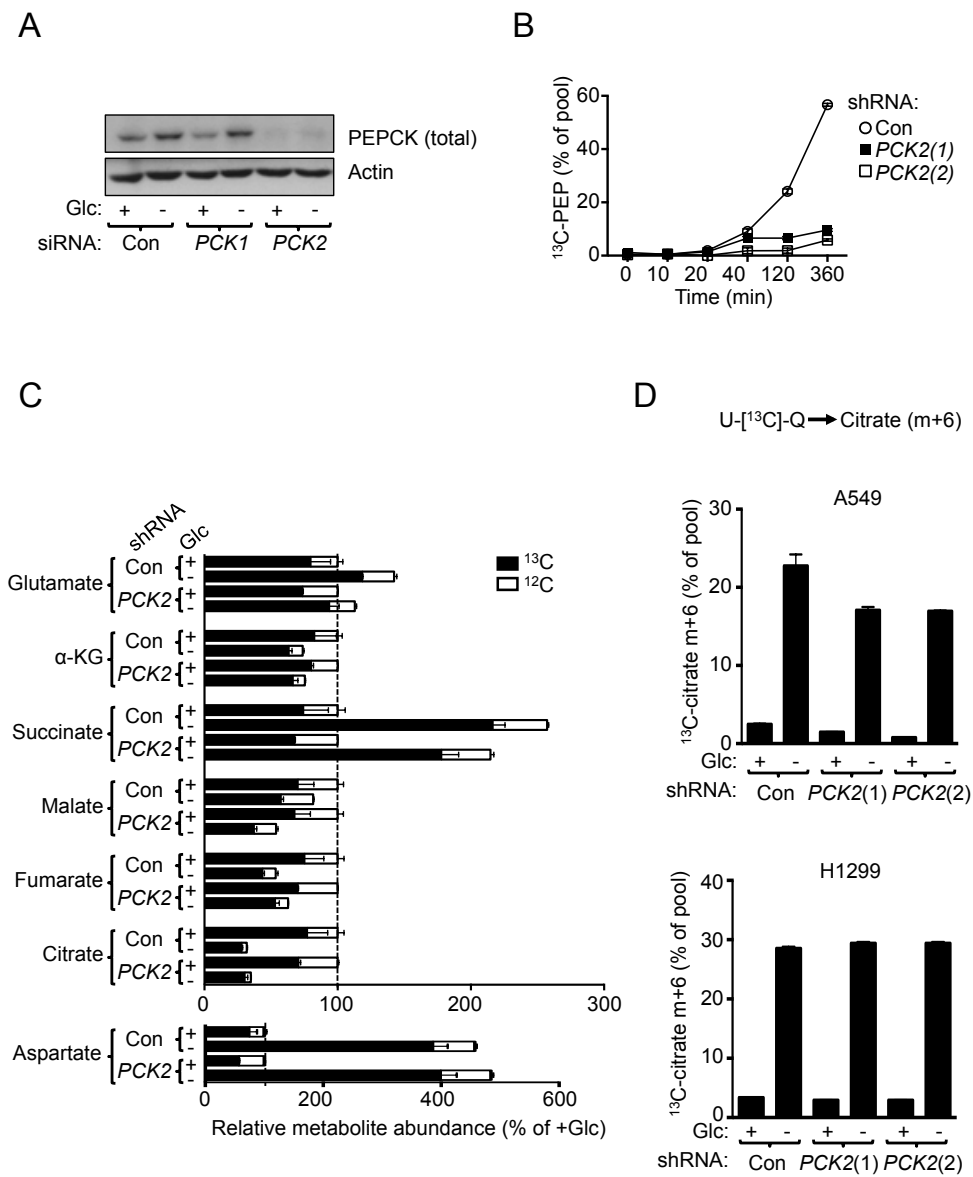 A
PEPCK (total)
Actin
Glc: + - + - + -
siRNA: Con PCK1 PCK2
B
¹³C-PEP (% of pool)
60
40
20
0
0 10 20 40 120 360
Time (min)
shRNA:
Con
PCK2(1)
PCK2(2)
C
shRNA Glc
¹³C
¹²C
Glutamate Con + -
PCK2 + -
α-KG Con + -
PCK2 + -
Succinate Con + -
PCK2 + -
Malate Con + -
PCK2 + -
Fumarate Con + -
PCK2 + -
Citrate Con + -
PCK2 + -
0 100 200 300
Aspartate Con + -
PCK2 + -
0 200 400 600
Relative metabolite abundance (% of +Glc)
D
U-[¹³C]-Q Citrate (m+6)
A549
¹³C-citrate m+6 (% of pool)
30
20
10
0
Glc: + - + - + -
shRNA: Con PCK2(1) PCK2(2)
H1299
¹³C-citrate m+6 (% of pool)
40
30
20
10
0
Glc: + - + - + -
shRNA: Con PCK2(1) PCK2(2)